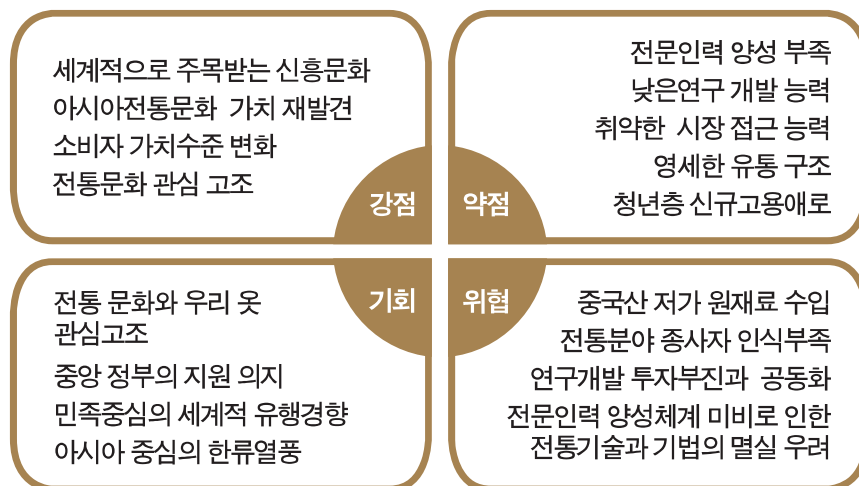 세계적으로 주목받는 신흥문화
아시아전통문화 가치 재발견
소비자 가치수준 변화
전통문화 관심 고조
강점
전문인력 양성 부족
낮은연구 개발 능력
취약한 시장 접근 능력
영세한 유통 구조
청년층 신규고용애로
약점
전통 문화와 우리 옷
관심고조
중앙 정부의 지원 의지
민족중심의 세계적 유행경향
아시아 중심의 한류열풍
기회
위협
중국산 저가 원재료 수입
전통분야 종사자 인식부족
연구개발 투자부진과 공동화
전문인력 양성체계 미비로 인한
전통기술과 기법의 멸실 우려